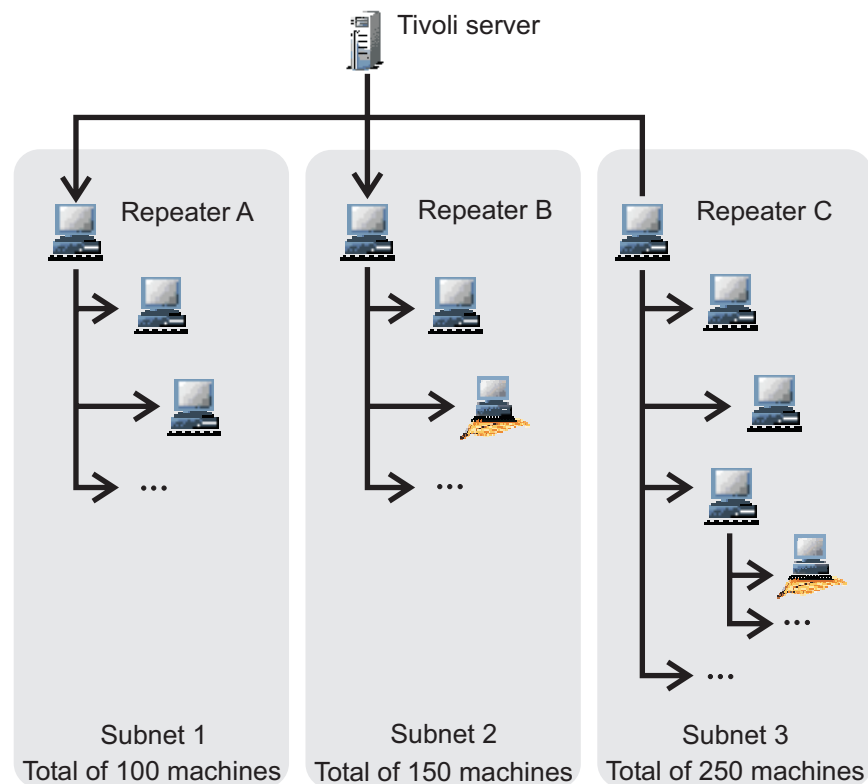 Tivoli server
Repeater A
Repeater B
Repeater C
...
...
...
...
Subnet 1
Total of 100 machines
Subnet 2
Total of 150 machines
Subnet 3
Total of 250 machines